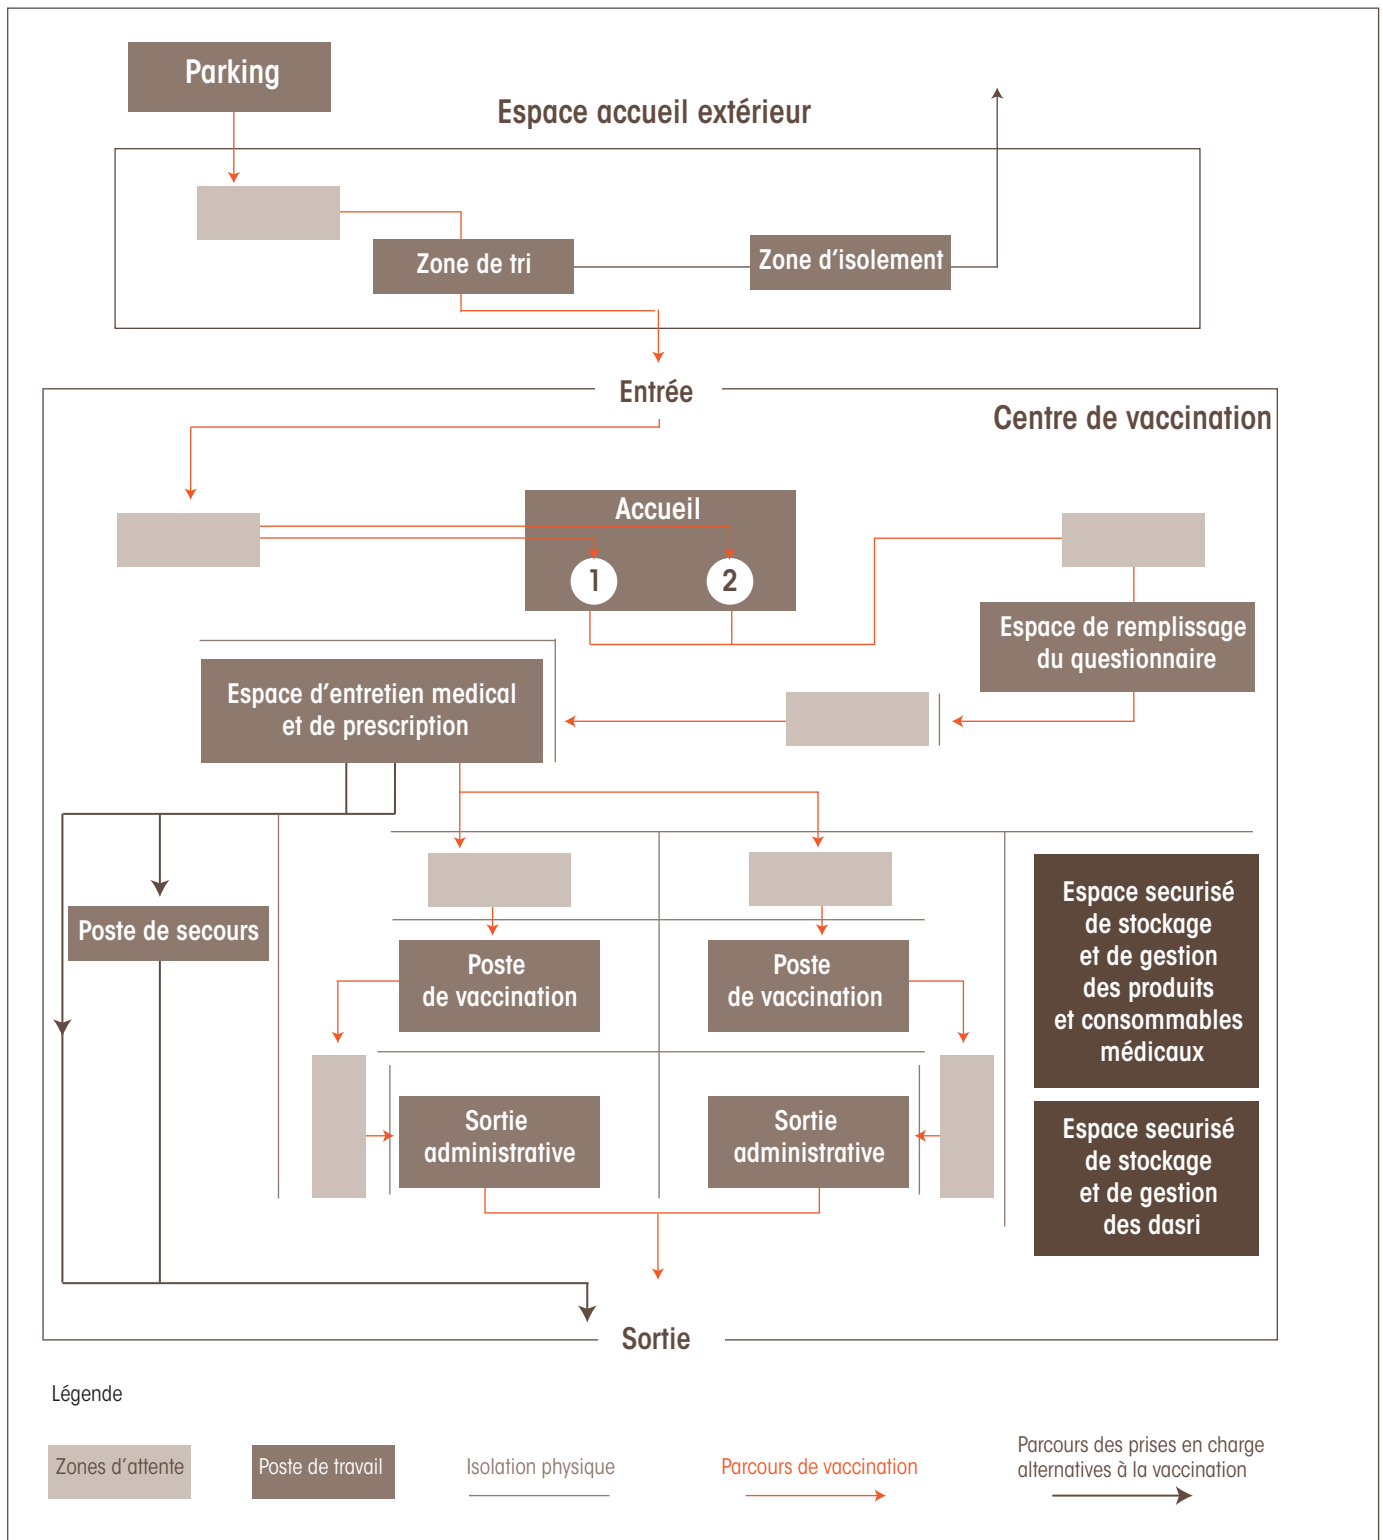 Parking
Espace accueil extérieur
Zone de tri
Zone d'isolement
Entrée
Centre de vaccination
Accueil
1
2
Espace de remplissage
du questionnaire
Espace d'entretien medical
et de prescription
Poste de secours
Poste
de vaccination
Poste
de vaccination
Espace securisé
de stockage
et de gestion
des produits
et consommables
médicaux
Sortie
administrative
Sortie
administrative
Espace securisé
de stockage
et de gestion
des dasri
Sortie
Légende
Zones d'attente
Poste de travail
Isolation physique
Parcours de vaccination
Parcours des prises en charge
alternatives à la vaccination